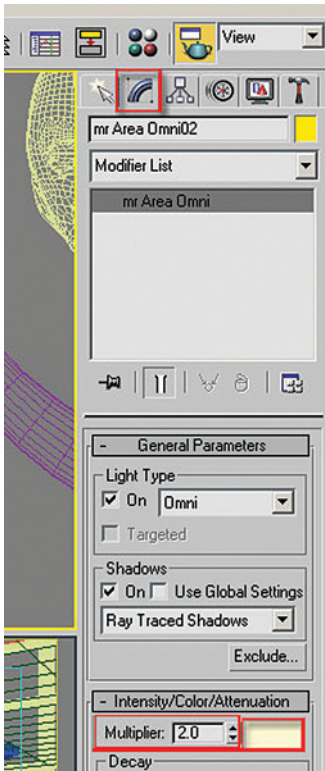 View
mr Area Omni02
Modifier List
mr Area Omni
- General Parameters
Light Type
On Omni
Targeted
Shadows
On Use Global Settings
Ray Traced Shadows
Exclude...
- Intensity/Color/Attenuation
Multiplier: 2.0
Decay